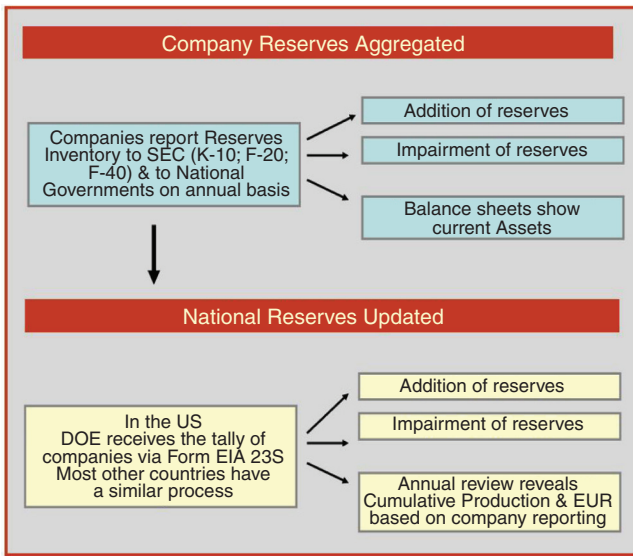 Company Reserves Aggregated
Companies report Reserves
Inventory to SEC (K-10; F-20;
F-40) & to National
Governments on annual basis
Addition of reserves
Impairment of reserves
Balance sheets show
current Assets
National Reserves Updated
In the US
DOE receives the tally of
companies via Form EIA 23S
Most other countries have
a similar process
Addition of reserves
Impairment of reserves
Annual review reveals
Cumulative Production & EUR
based on company reporting